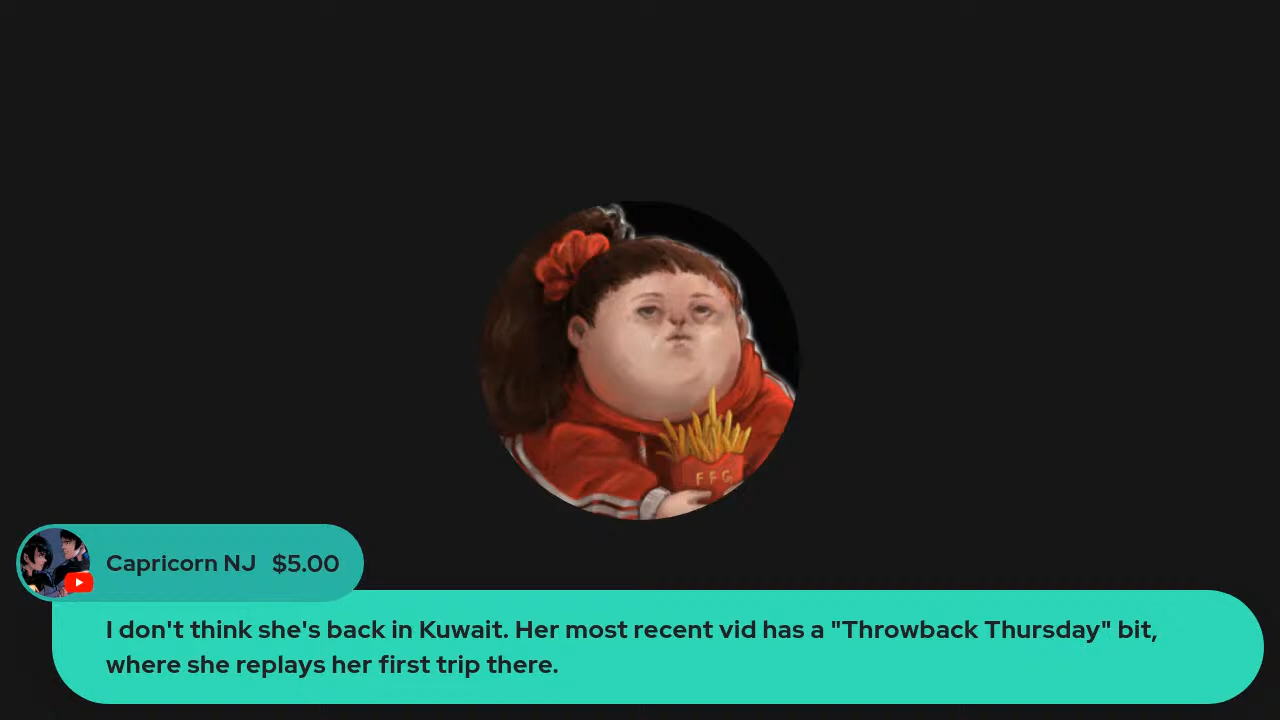 FFG
Capricorn NJ $5.00
I don't think she's back in Kuwait. Her most recent vid has a "Throwback Thursday" bit,
where she replays her first trip there.